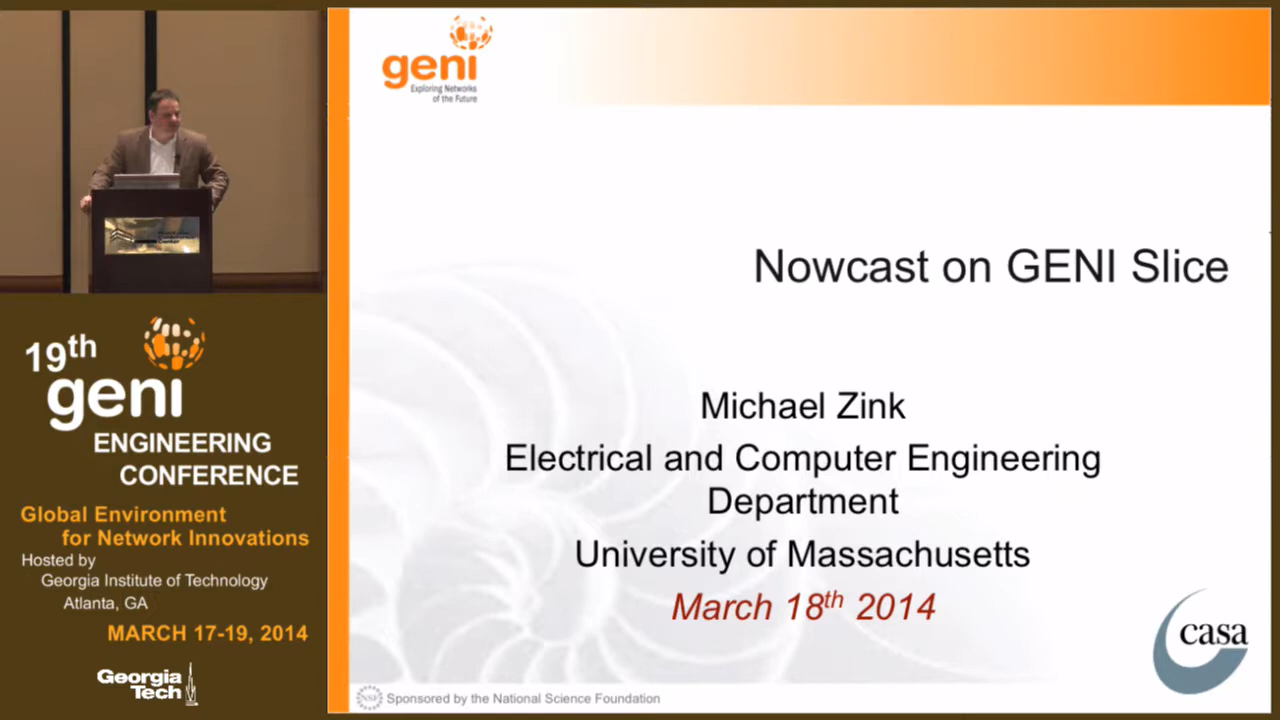 geni
Exploring Networks
of the Future
Nowcast on GENI Slice
Michael Zink
Electrical and Computer Engineering
Department
University of Massachusetts
March 18th 2014
casa
NSF
Sponsored by the National Science Foundation
19th
geni
ENGINEERING
CONFERENCE
Global Environment
for Network Innovations
Hosted by
Georgia Institute of Technology
Atlanta, GA
MARCH 17-19, 2014
Georgia
Tech